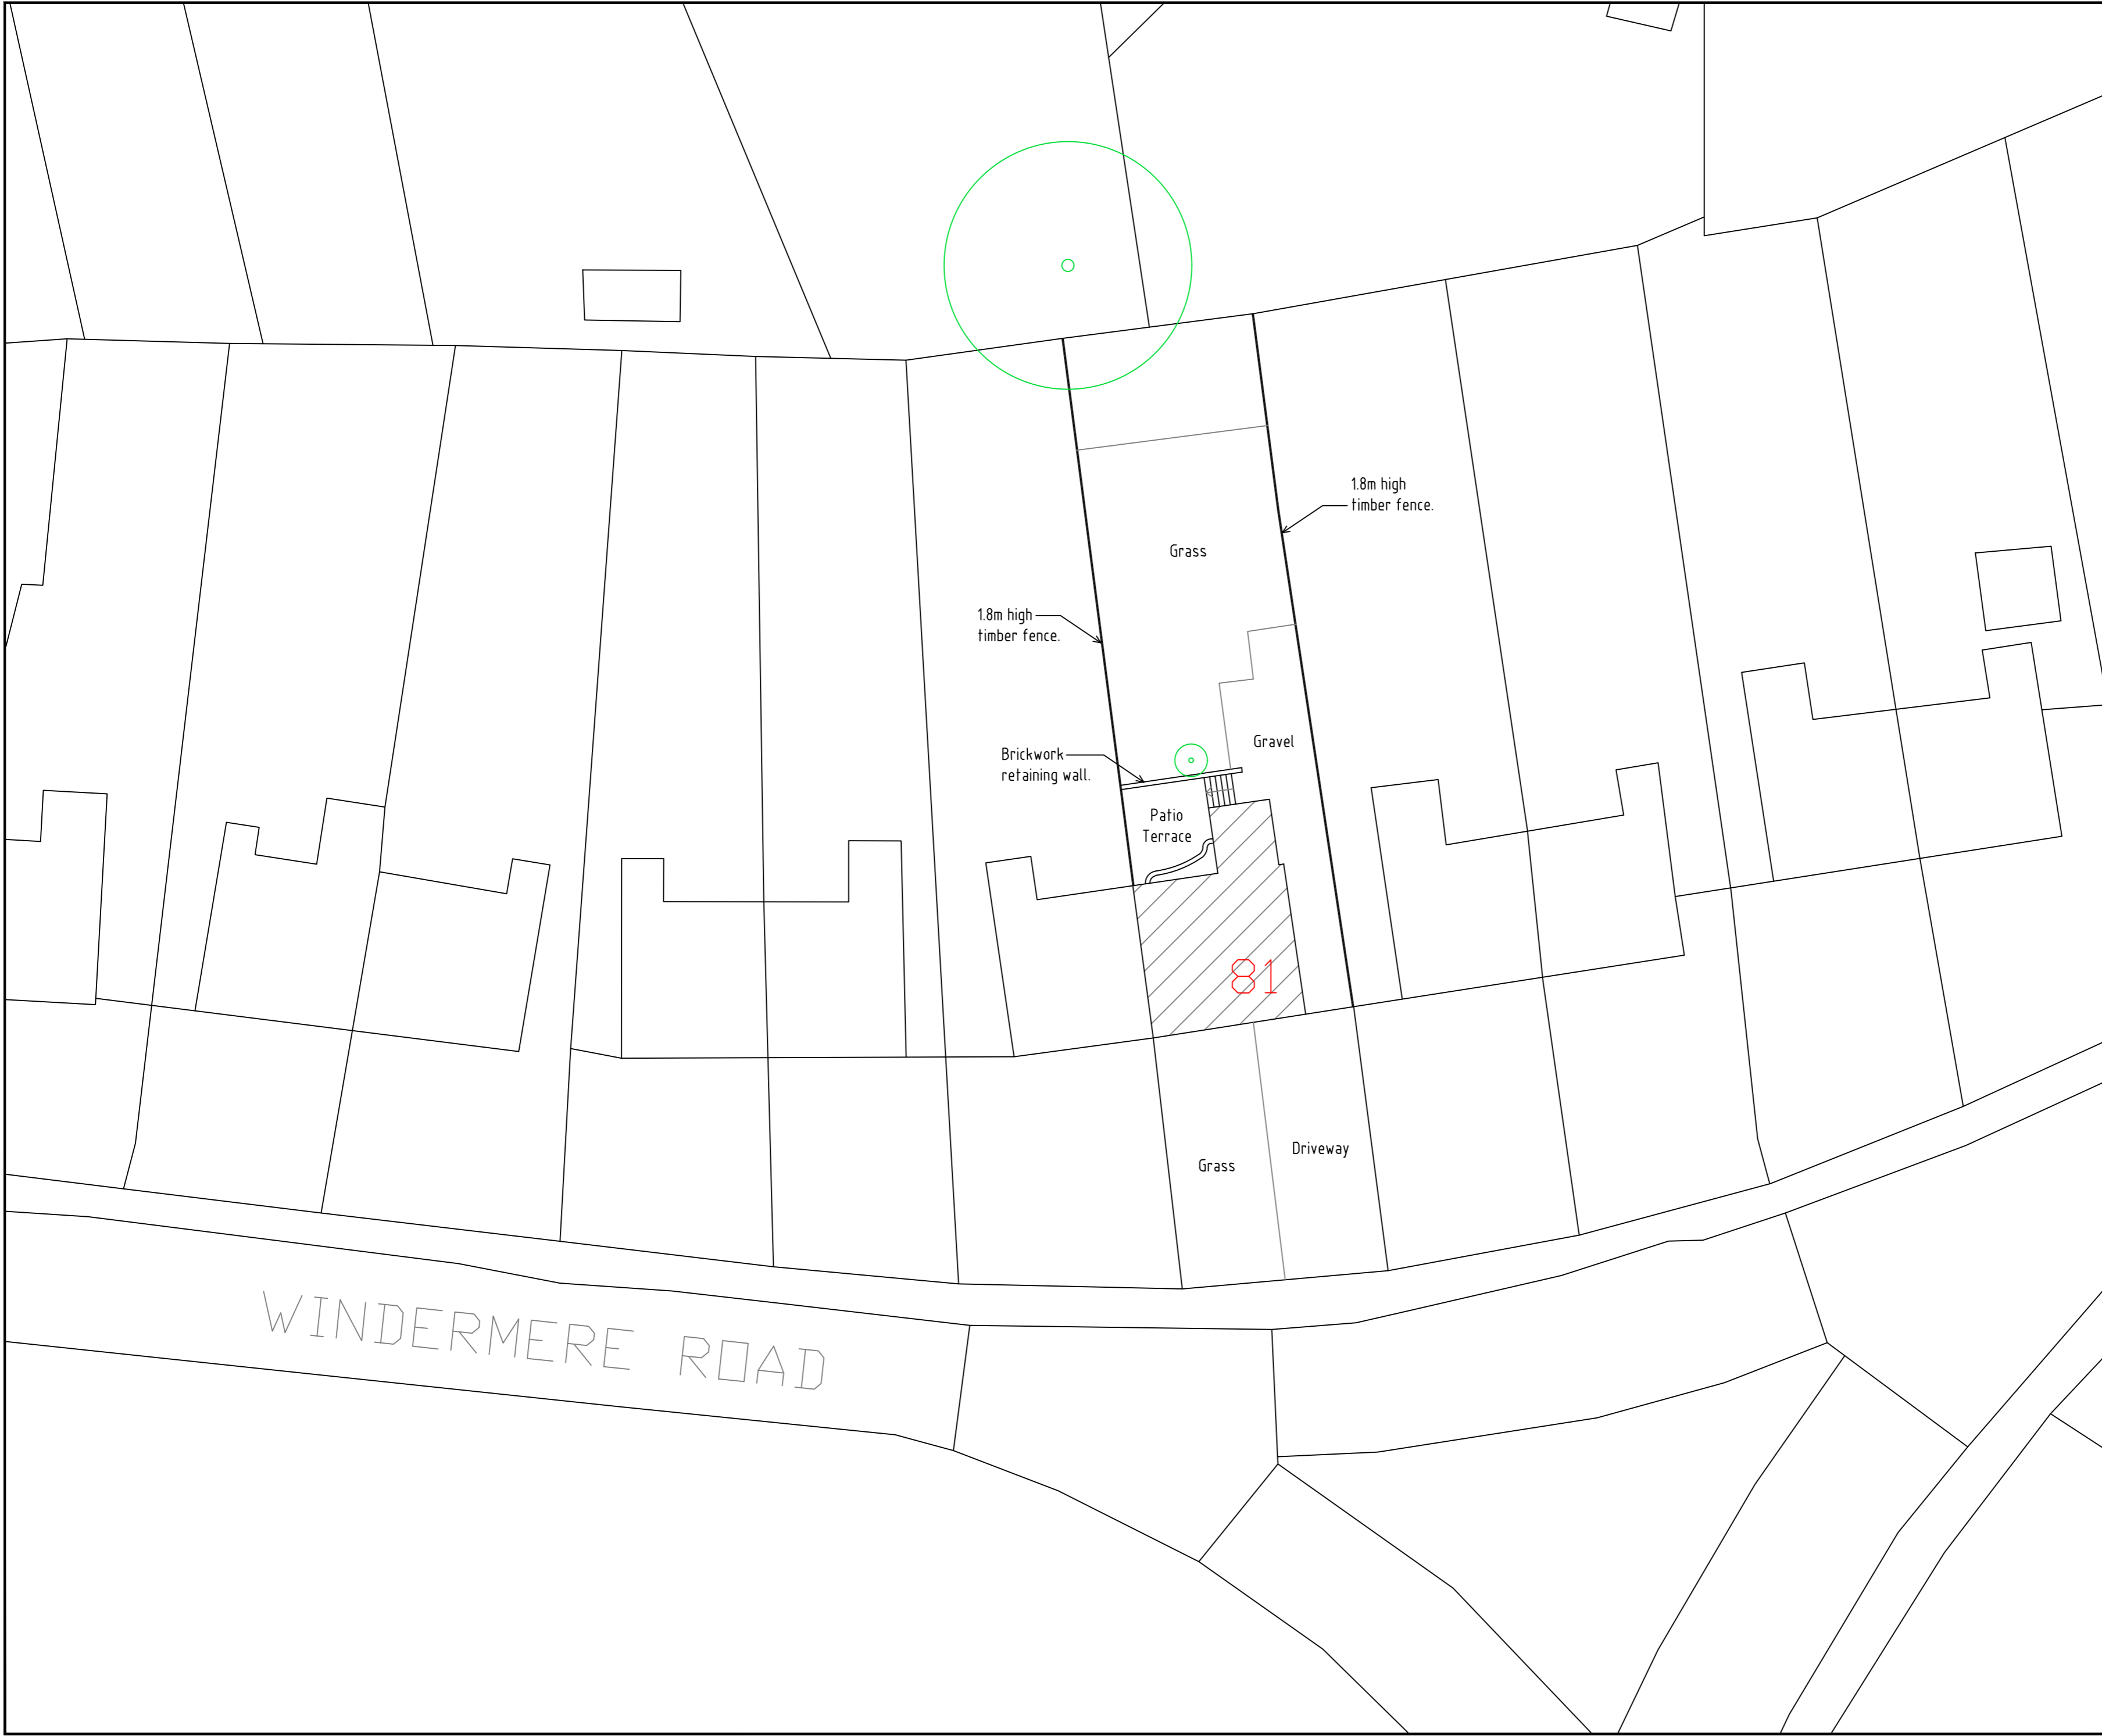 1.8m high
timber fence.
Grass
1.8m high
timber fence.
Gravel
Brickwork
retaining wall.
Patio
Terrace
81
Driveway
Grass
WINDERMERE ROAD